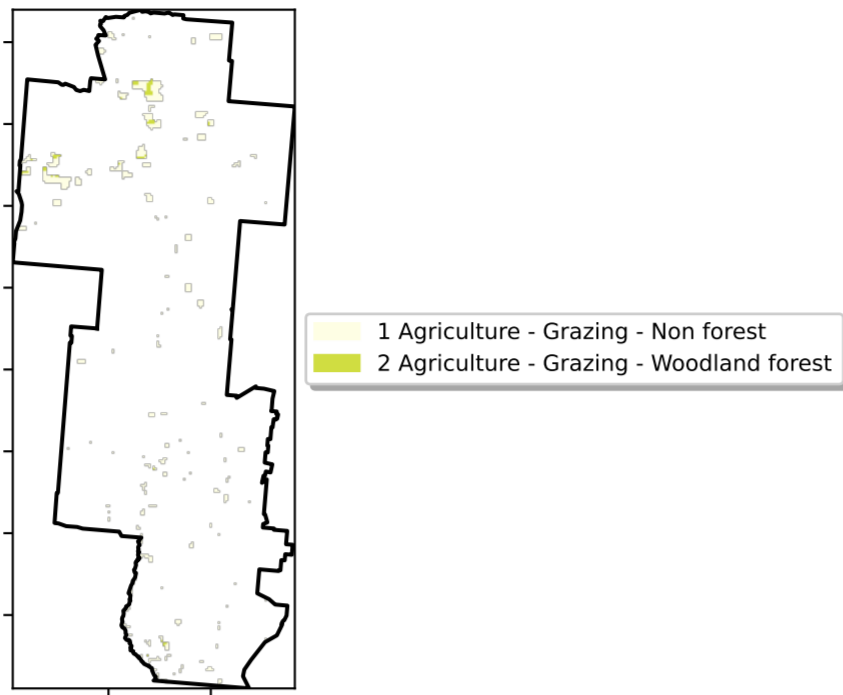 1 Agriculture - Grazing - Non forest
2 Agriculture - Grazing - Woodland forest